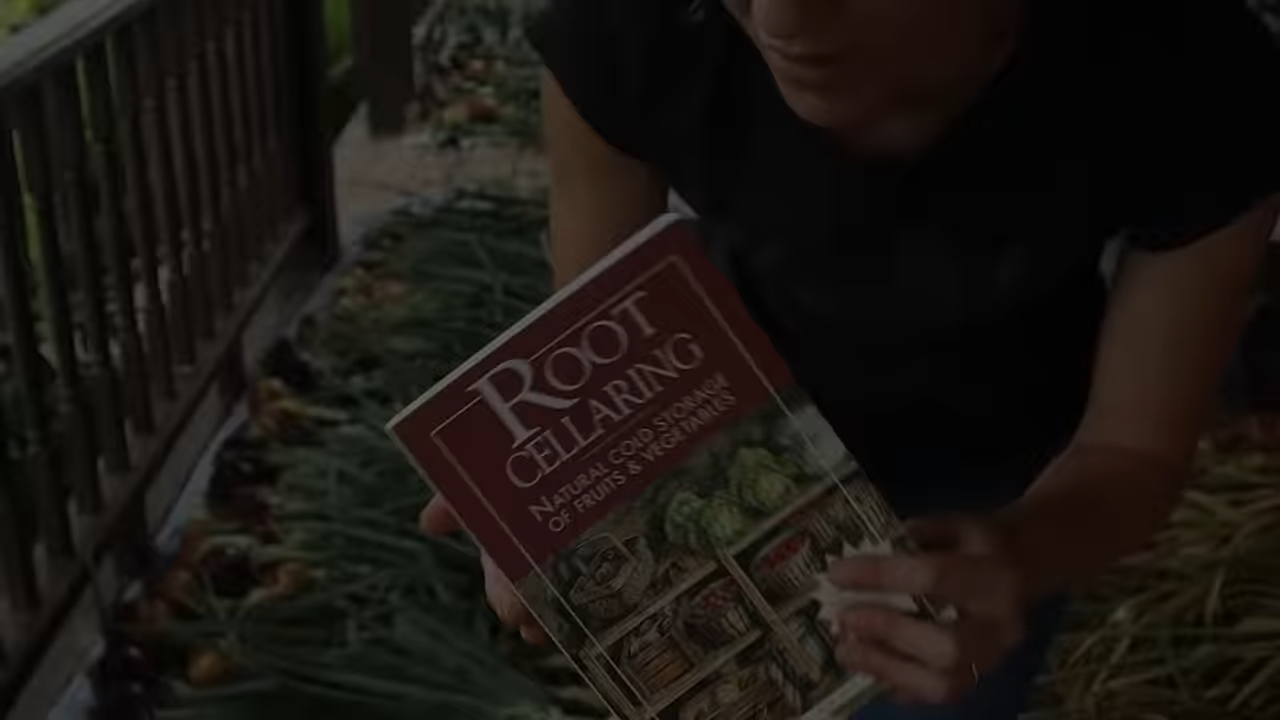 ROOT
CELLARING
NATURAL COLD STORAGE
OF FRUITS & VEGETABLES